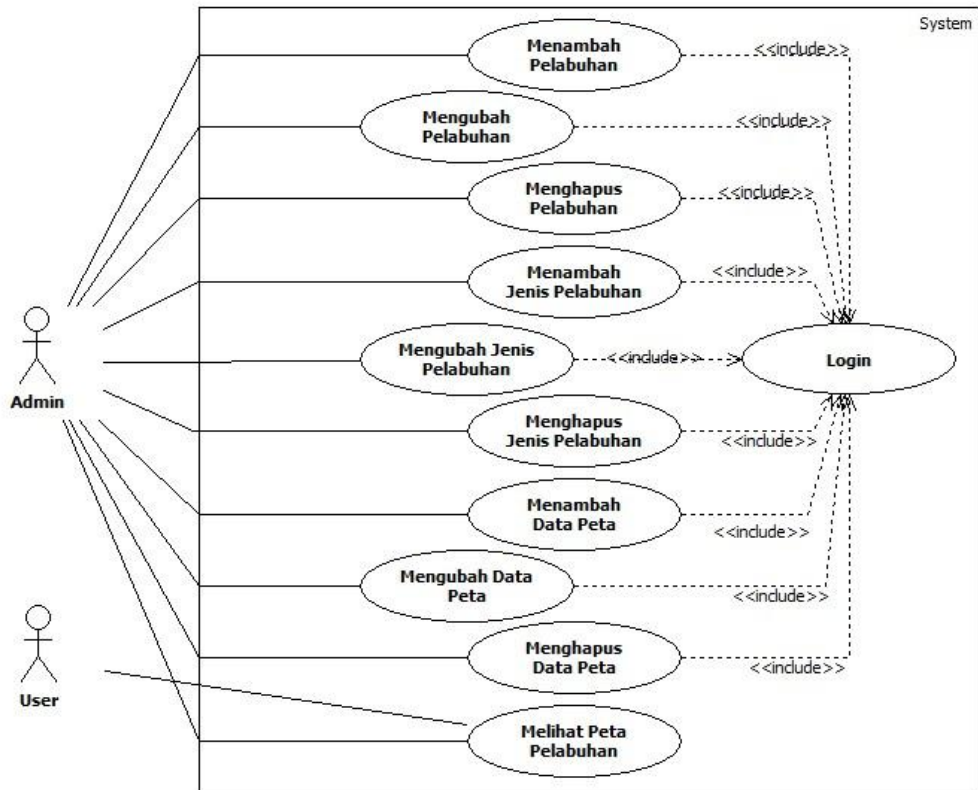 System
Menambah
Pelabuhan
<<include>>
Mengubah
Pelabuhan
<<include>>
Menghapus
Pelabuhan
<<include>>
Menambah
Jenis Pelabuhan
<<include>>
Mengubah Jenis
Pelabuhan
<<include>>
Login
Admin
Menghapus
Jenis Pelabuhan
<<include>>
Menambah
Data Peta
<<include>>
Mengubah Data
Peta
<<include>>
Menghapus
Data Peta
<<include>>
User
Melihat Peta
Pelabuhan